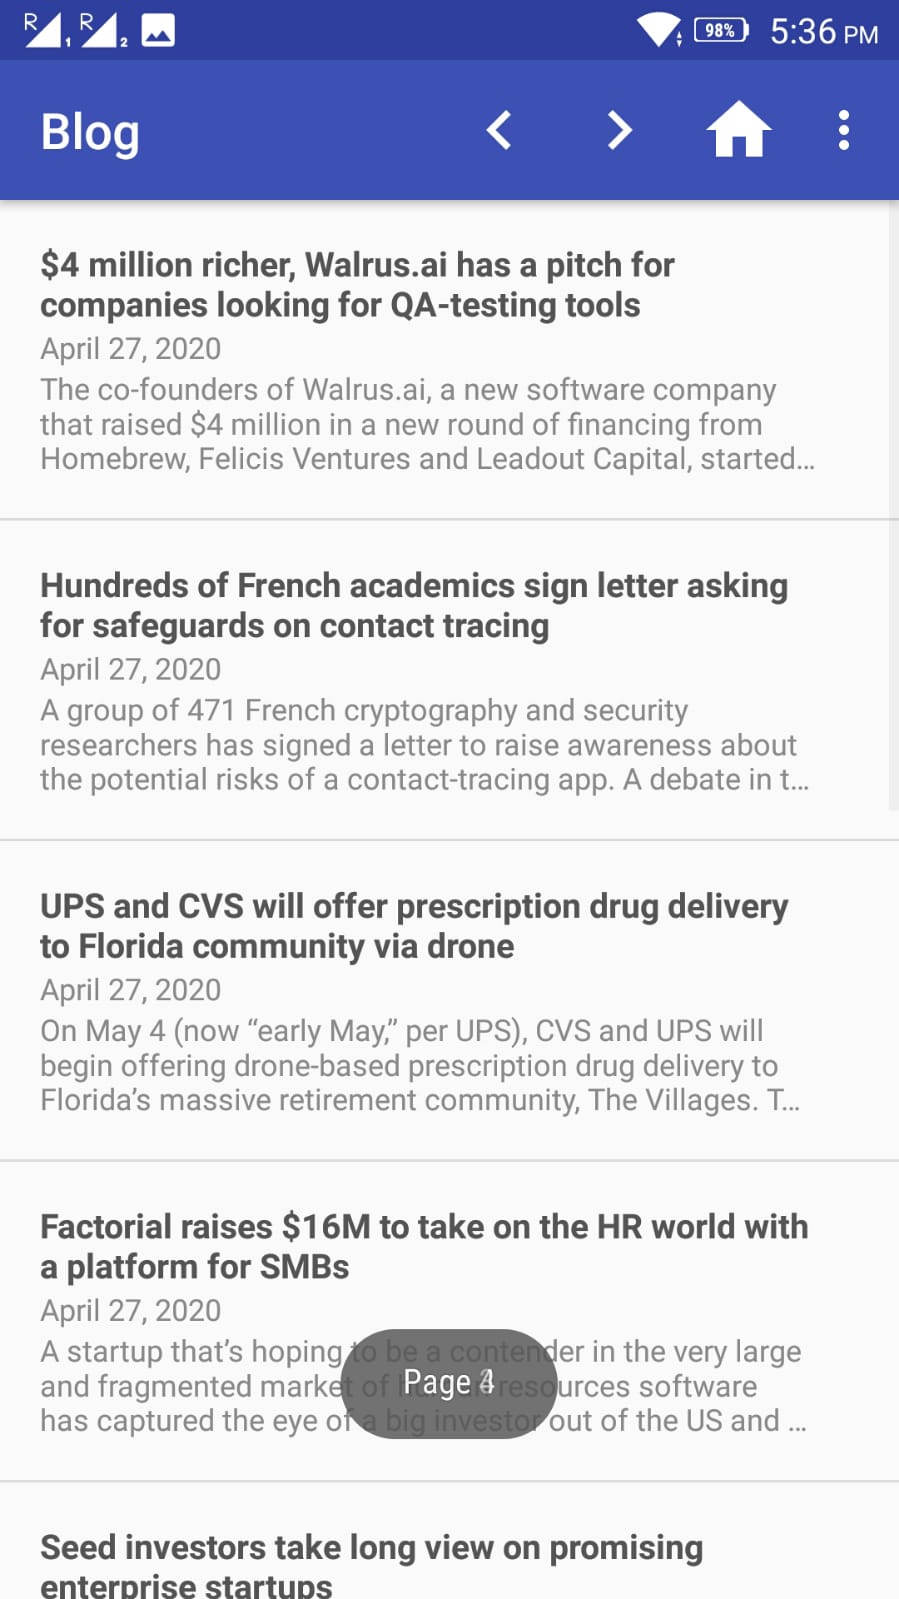 R 1 R 2 98% 5:36 PM
Blog
$4 million richer, Walrus.ai has a pitch for
companies looking for QA-testing tools
April 27, 2020
The co-founders of Walrus.ai, a new software company
that raised $4 million in a new round of financing from
Homebrew, Felicis Ventures and Leadout Capital, started...
Hundreds of French academics sign letter asking
for safeguards on contact tracing
April 27, 2020
A group of 471 French cryptography and security
researchers has signed a letter to raise awareness about
the potential risks of a contact-tracing app. A debate in t...
UPS and CVS will offer prescription drug delivery
to Florida community via drone
April 27, 2020
On May 4 (now “early May,” per UPS), CVS and UPS will
begin offering drone-based prescription drug delivery to
Florida’s massive retirement community, The Villages. T...
Factorial raises $16M to take on the HR world with
a platform for SMBs
April 27, 2020
A startup that’s hoping to be a contender in the very large
and fragmented market of resources software
Page
has captured the eye of a big investor out of the US and ...
Seed investors take long view on promising
enterprise startups